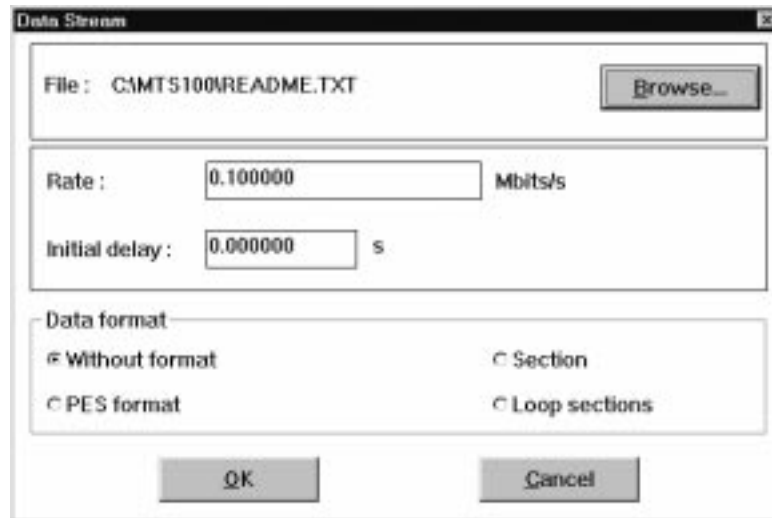 Data Stream
File : C:\MTS100\README.TXT
Browse...
Rate : 0.100000 Mbits/s
Initial delay : 0.000000 s
Data format
Without format
Section
PES format
Loop sections
OK
Cancel